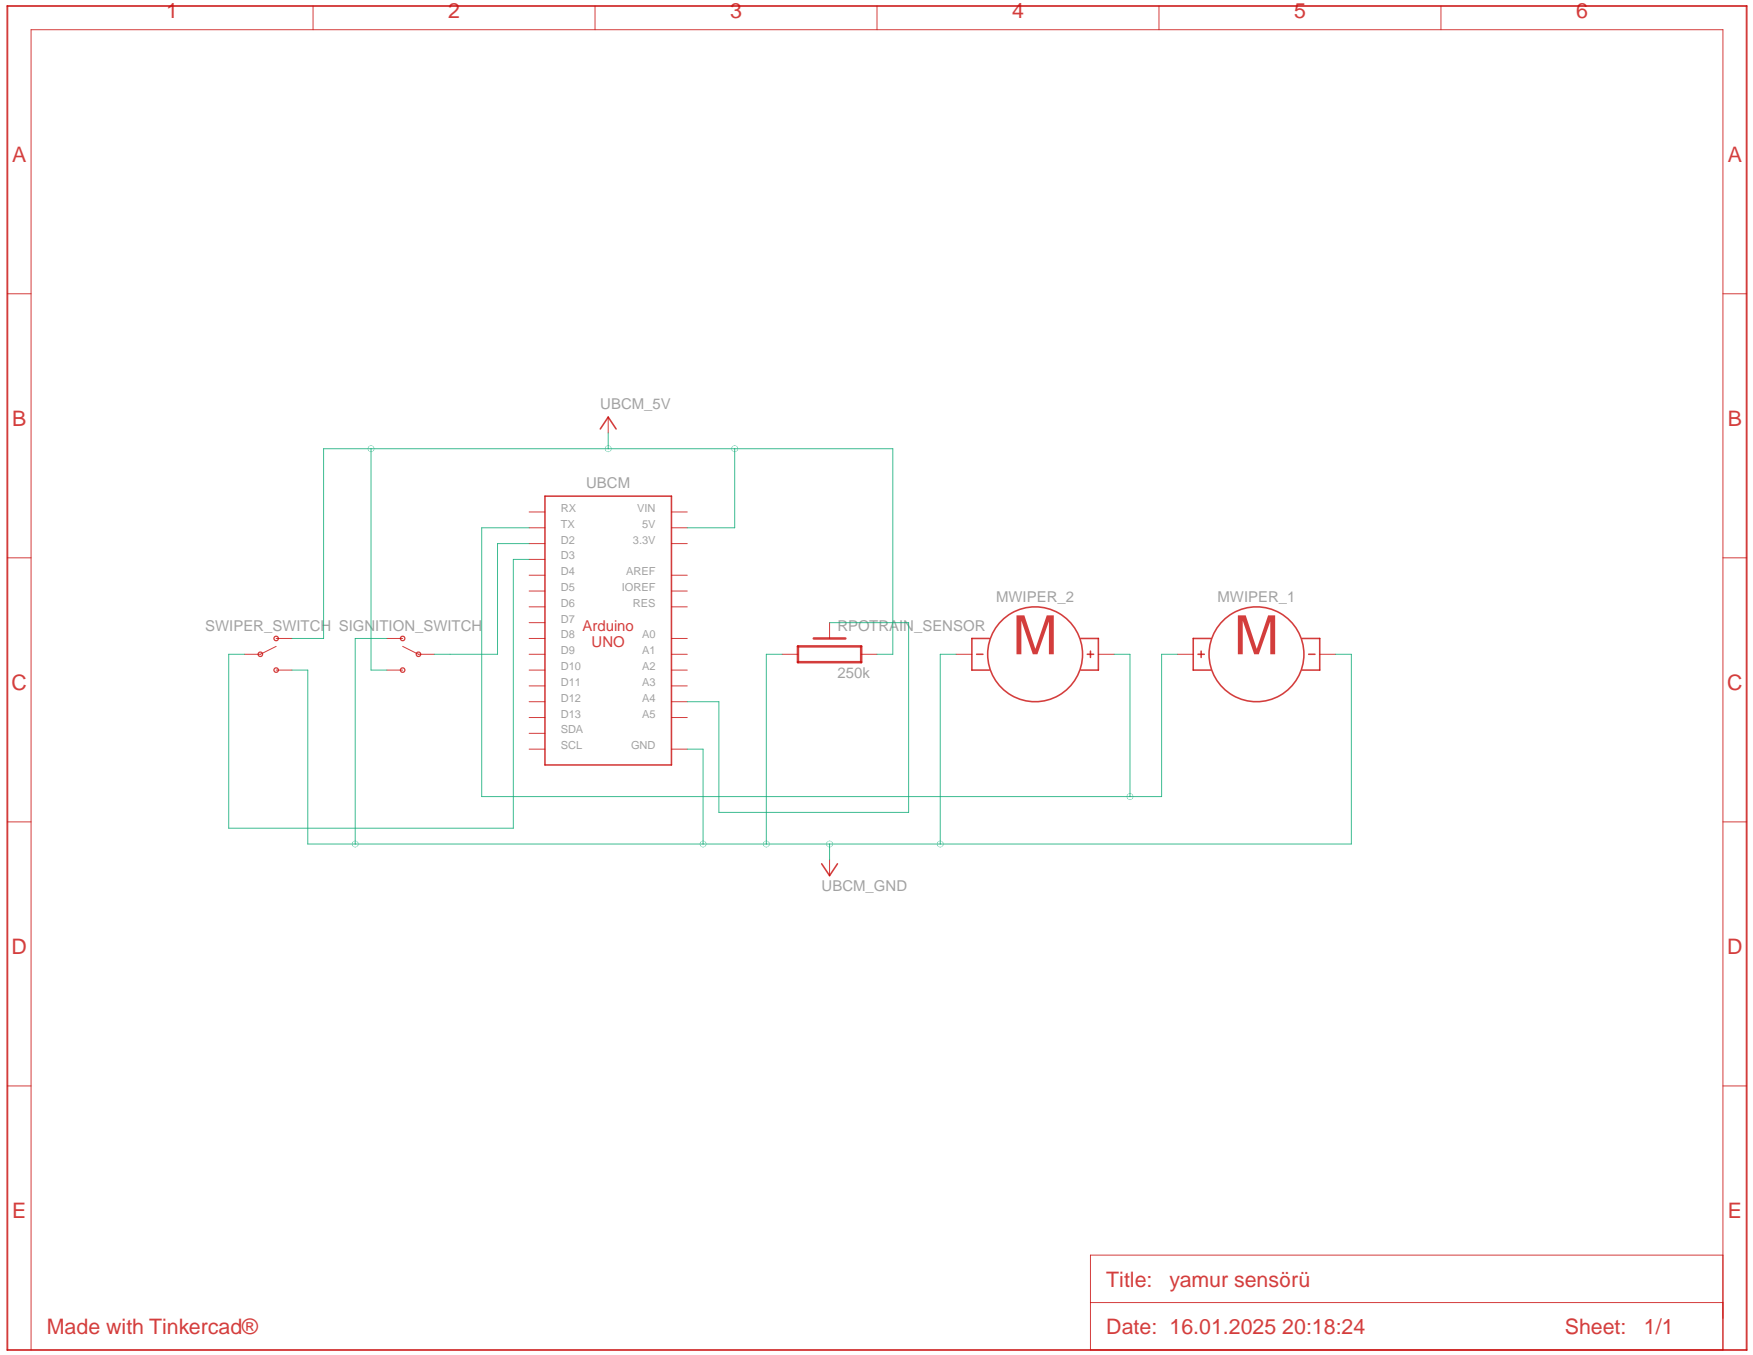 1 2 3 4 5 6
A A
B B
UBCM_5V
UBCM
RX VIN
TX 5V
D2 3.3V
D3
D4 AREF
D5 IOREF
D6 RES
D7
D8 A0
D9 A1
D10 A2
D11 A3
D12 A4
D13 A5
SDA
SCL GND
Arduino
UNO
SWIPER_SWITCH SIGNITION_SWITCH
RPOTRAIN_SENSOR
250k
MWIPER_2
M
- +
MWIPER_1
M
+ -
C C
UBCM_GND
D D
E E
Title: yamur sensörü
Date: 16.01.2025 20:18:24 Sheet: 1/1
Made with Tinkercad®